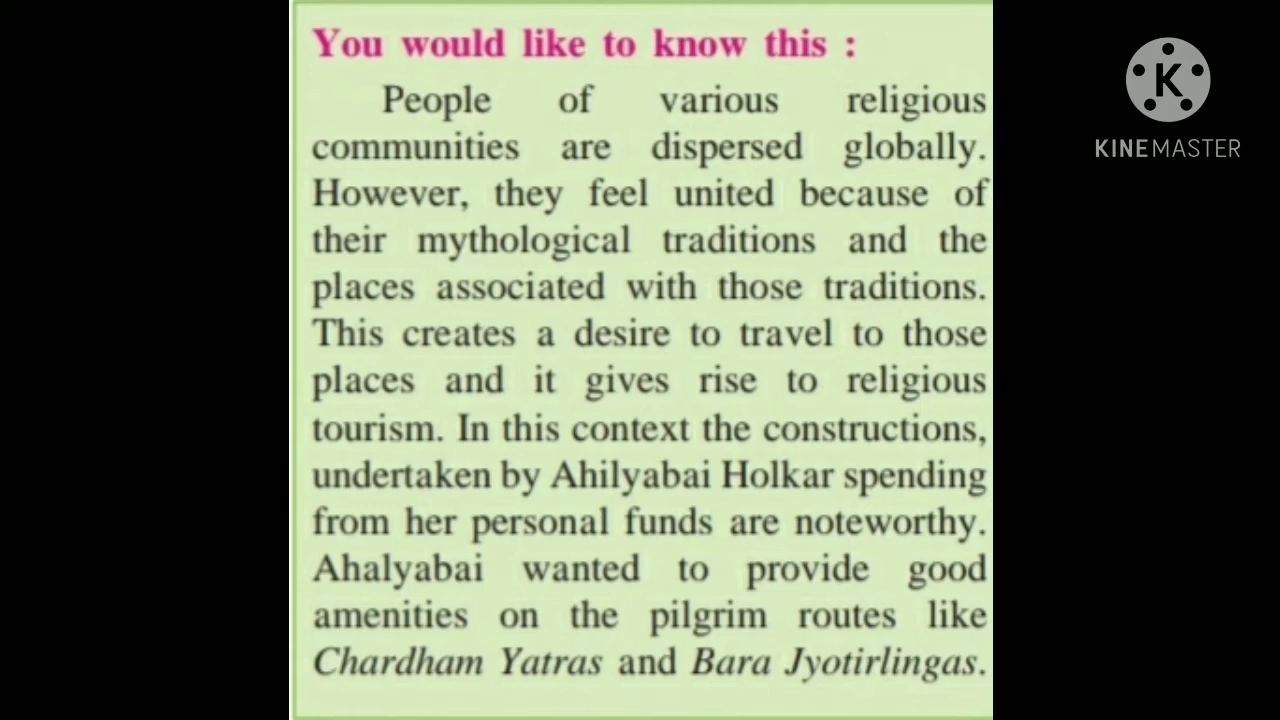 You would like to know this :
People of various religious
communities are dispersed globally.
However, they feel united because of
their mythological traditions and the
places associated with those traditions.
This creates a desire to travel to those
places and it gives rise to religious
tourism. In this context the constructions,
undertaken by Ahilyabai Holkar spending
from her personal funds are noteworthy.
Ahalyabai wanted to provide good
amenities on the pilgrim routes like
Chardham Yatras and Bara Jyotirlingas.
K
KINEMASTER